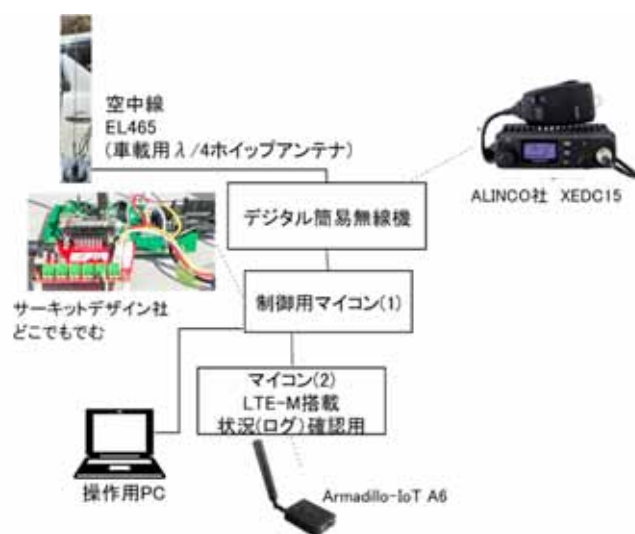 空中線
EL465
(車載用λ/4ホイップアンテナ)
ALINCO社 XEDC15
デジタル簡易無線機
サーキットデザイン社
どこでもでむ
制御用マイコン(1)
マイコン(2)
LTE-M搭載
状況(ログ)確認用
操作用PC
Armadillo-IoT A6